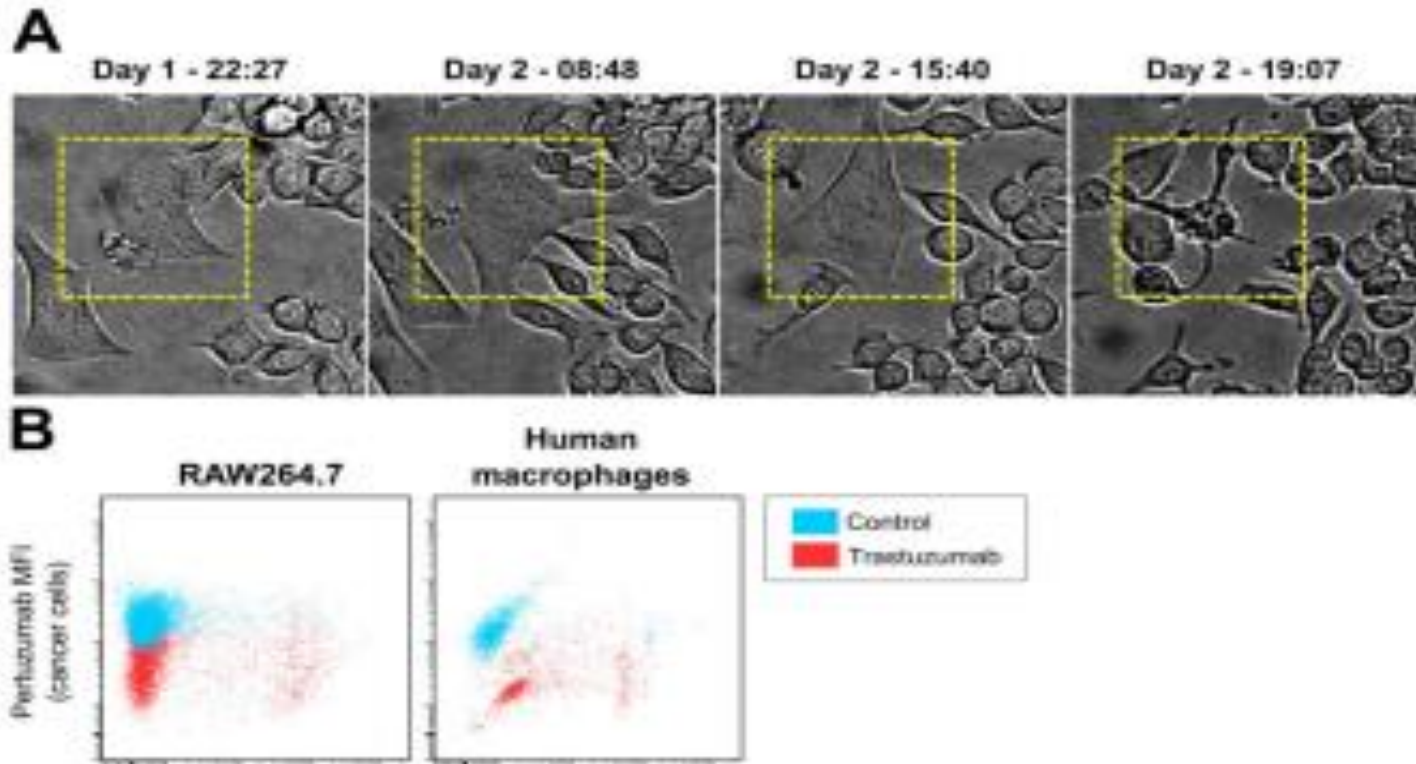 A
Day 1 - 22:27
Day 2 - 08:48
Day 2 - 15:40
Day 2 - 19:07
B
RAW264.7
Human
macrophages
Control
Trastuzumab
Pertuzumab MFI
(cancer cells)